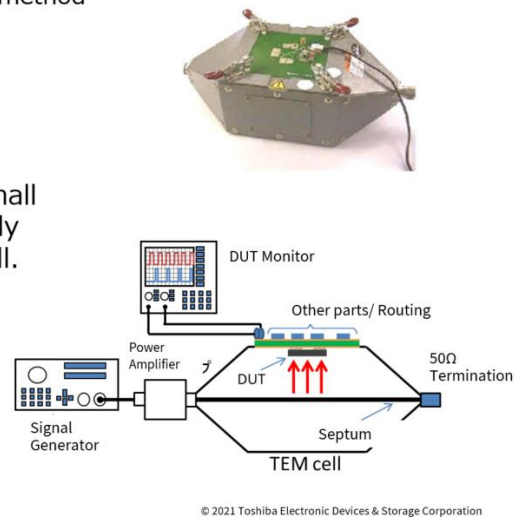 method
nall
ly
ll.
DUT Monitor
Other parts/ Routing
Power
Amplifier
プ
DUT
50Ω
Termination
Signal
Generator
Septum
TEM cell
© 2021 Toshiba Electronic Devices & Storage Corporation